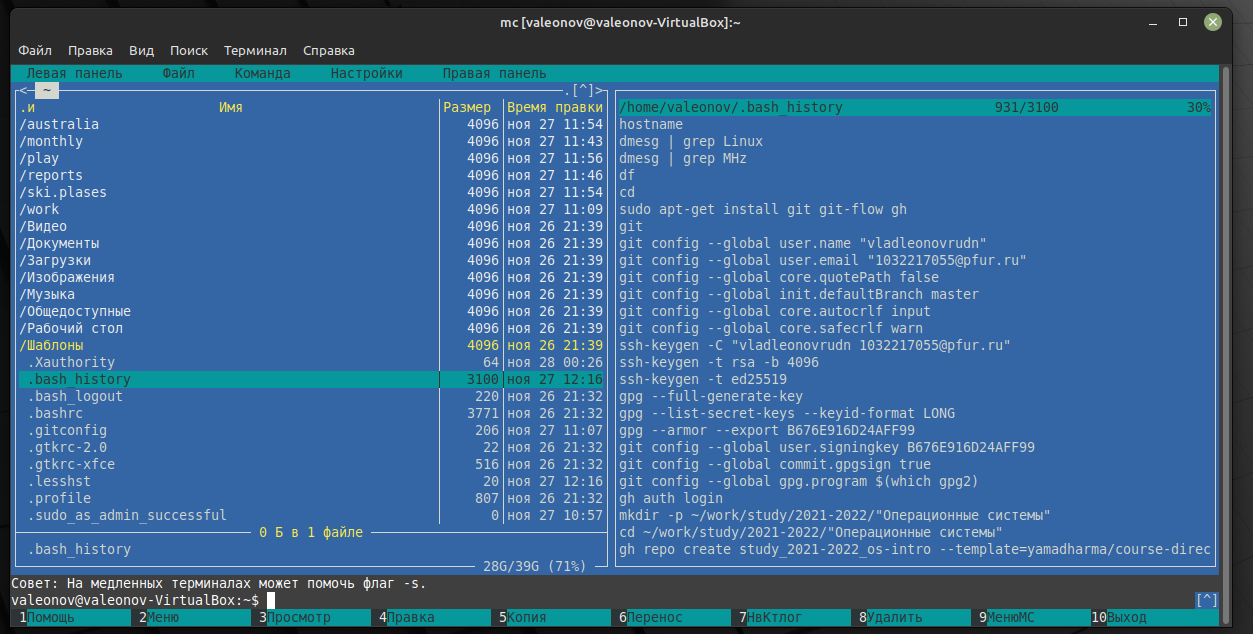 mc [valeonov@valeonov-VirtualBox]:~
Файл Правка Вид Поиск Терминал Справка
Левая панель Файл Команда Настройки Правая панель
<─ ~ ─.[^]>
.и Имя Размер Время правки
/australia 4096 ноя 27 11:54
/monthly 4096 ноя 27 11:43
/play 4096 ноя 27 11:56
/reports 4096 ноя 27 11:46
/ski.plases 4096 ноя 27 11:54
/work 4096 ноя 27 11:09
/Видео 4096 ноя 26 21:39
/Документы 4096 ноя 26 21:39
/Загрузки 4096 ноя 26 21:39
/Изображения 4096 ноя 26 21:39
/Музыка 4096 ноя 26 21:39
/Общедоступные 4096 ноя 26 21:39
/Рабочий стол 4096 ноя 26 21:39
/Шаблоны 4096 ноя 26 21:39
.Xauthority 64 ноя 28 00:26
.bash_history 3100 ноя 27 12:16
.bash_logout 220 ноя 26 21:32
.bashrc 3771 ноя 26 21:32
.gitconfig 206 ноя 27 11:07
.gtkrc-2.0 22 ноя 26 21:32
.gtkrc-xfce 516 ноя 26 21:32
.lesshst 20 ноя 27 12:16
.profile 807 ноя 26 21:32
.sudo_as_admin_successful 0 ноя 27 10:57
0 Б в 1 файле
.bash_history
28G/39G (71%)
/home/valeonov/.bash_history 931/3100 30%
hostname
dmesg | grep Linux
dmesg | grep MHz
df
cd
sudo apt-get install git git-flow gh
git
git config --global user.name "vladleonovrudn"
git config --global user.email "1032217055@pfur.ru"
git config --global core.quotePath false
git config --global init.defaultBranch master
git config --global core.autocrlf input
git config --global core.safecrlf warn
ssh-keygen -C "vladleonovrudn 1032217055@pfur.ru"
ssh-keygen -t rsa -b 4096
ssh-keygen -t ed25519
gpg --full-generate-key
gpg --list-secret-keys --keyid-format LONG
gpg --armor --export B676E916D24AFF99
git config --global user.signingkey B676E916D24AFF99
git config --global commit.gpgsign true
git config --global gpg.program $(which gpg2)
gh auth login
mkdir -p ~/work/study/2021-2022/"Операционные системы"
cd ~/work/study/2021-2022/"Операционные системы"
gh repo create study_2021-2022_os-intro --template=yamadharma/course-direc
Совет: На медленных терминалах может помочь флаг -s.
valeonov@valeonov-VirtualBox:~$ [^]
1Помощь 2Меню 3Просмотр 4Правка 5Копия 6Перенос 7НвКтлог 8Удалить 9МенюMC 10Выход